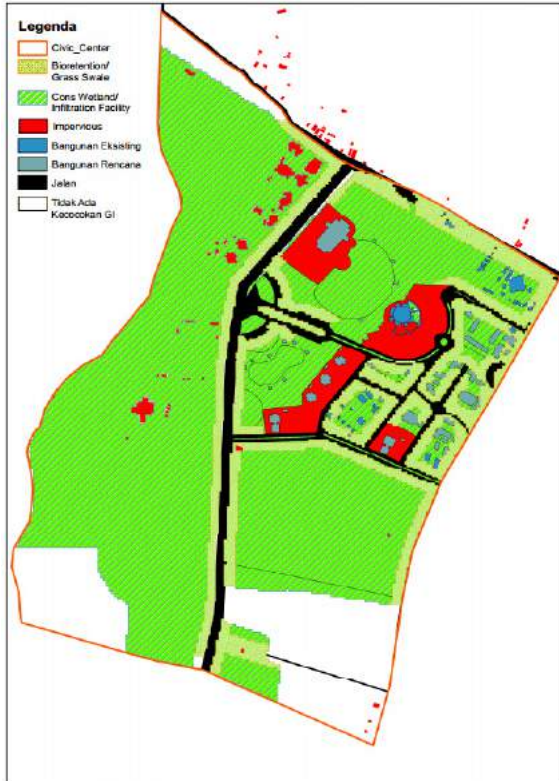 Legenda
Civic_Center
Bioretention/
Grass Swale
Cons Wetland/
Infiltration Facility
Impervious
Bangunan Eksisting
Bangunan Rencana
Jalan
Tidak Ada
Kecocokan GI